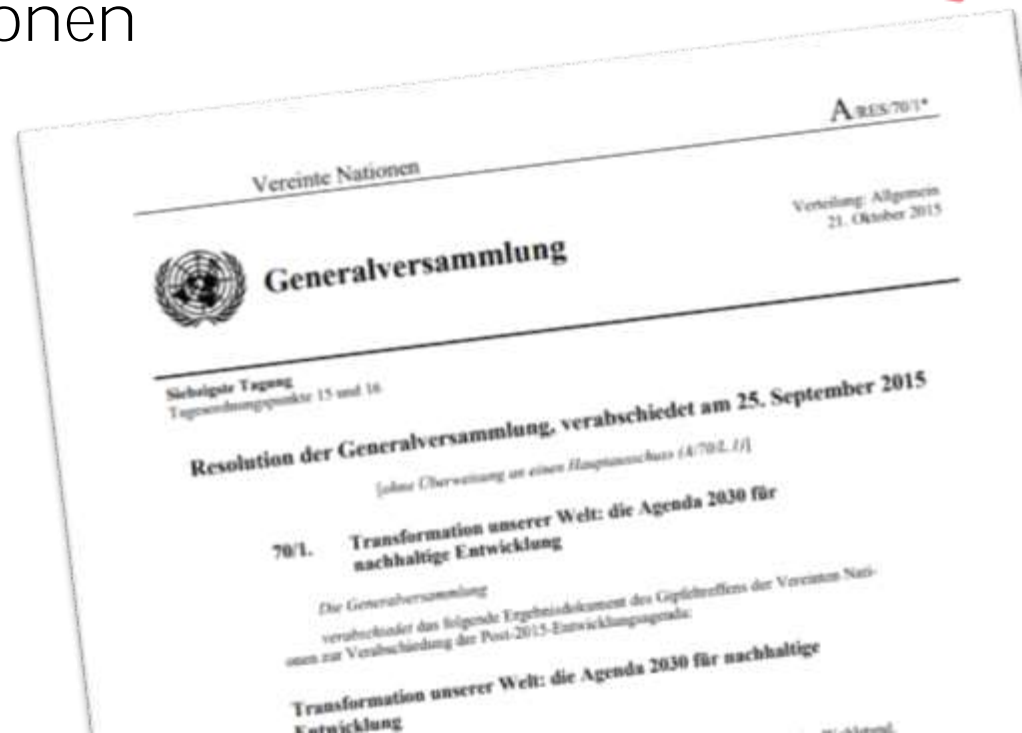 onen
A/RES/70/1*
Vereinte Nationen
Verteilung: Allgemein
21. Oktober 2015
Generalversammlung
Siebzigste Tagung
Tagesordnungspunkte 15 und 16
Resolution der Generalversammlung, verabschiedet am 25. September 2015
[ohne Überweisung an einen Hauptausschuss (A/70/L.1)]
70/1. Transformation unserer Welt: die Agenda 2030 für
nachhaltige Entwicklung
Die Generalversammlung
verabschiedet das folgende Ergebnisdokument des Gipfeltreffens der Vereinten Nati-
onen zur Verabschiedung der Post-2015-Entwicklungsagenda:
Transformation unserer Welt: die Agenda 2030 für nachhaltige
Entwicklung
Wohlstand,